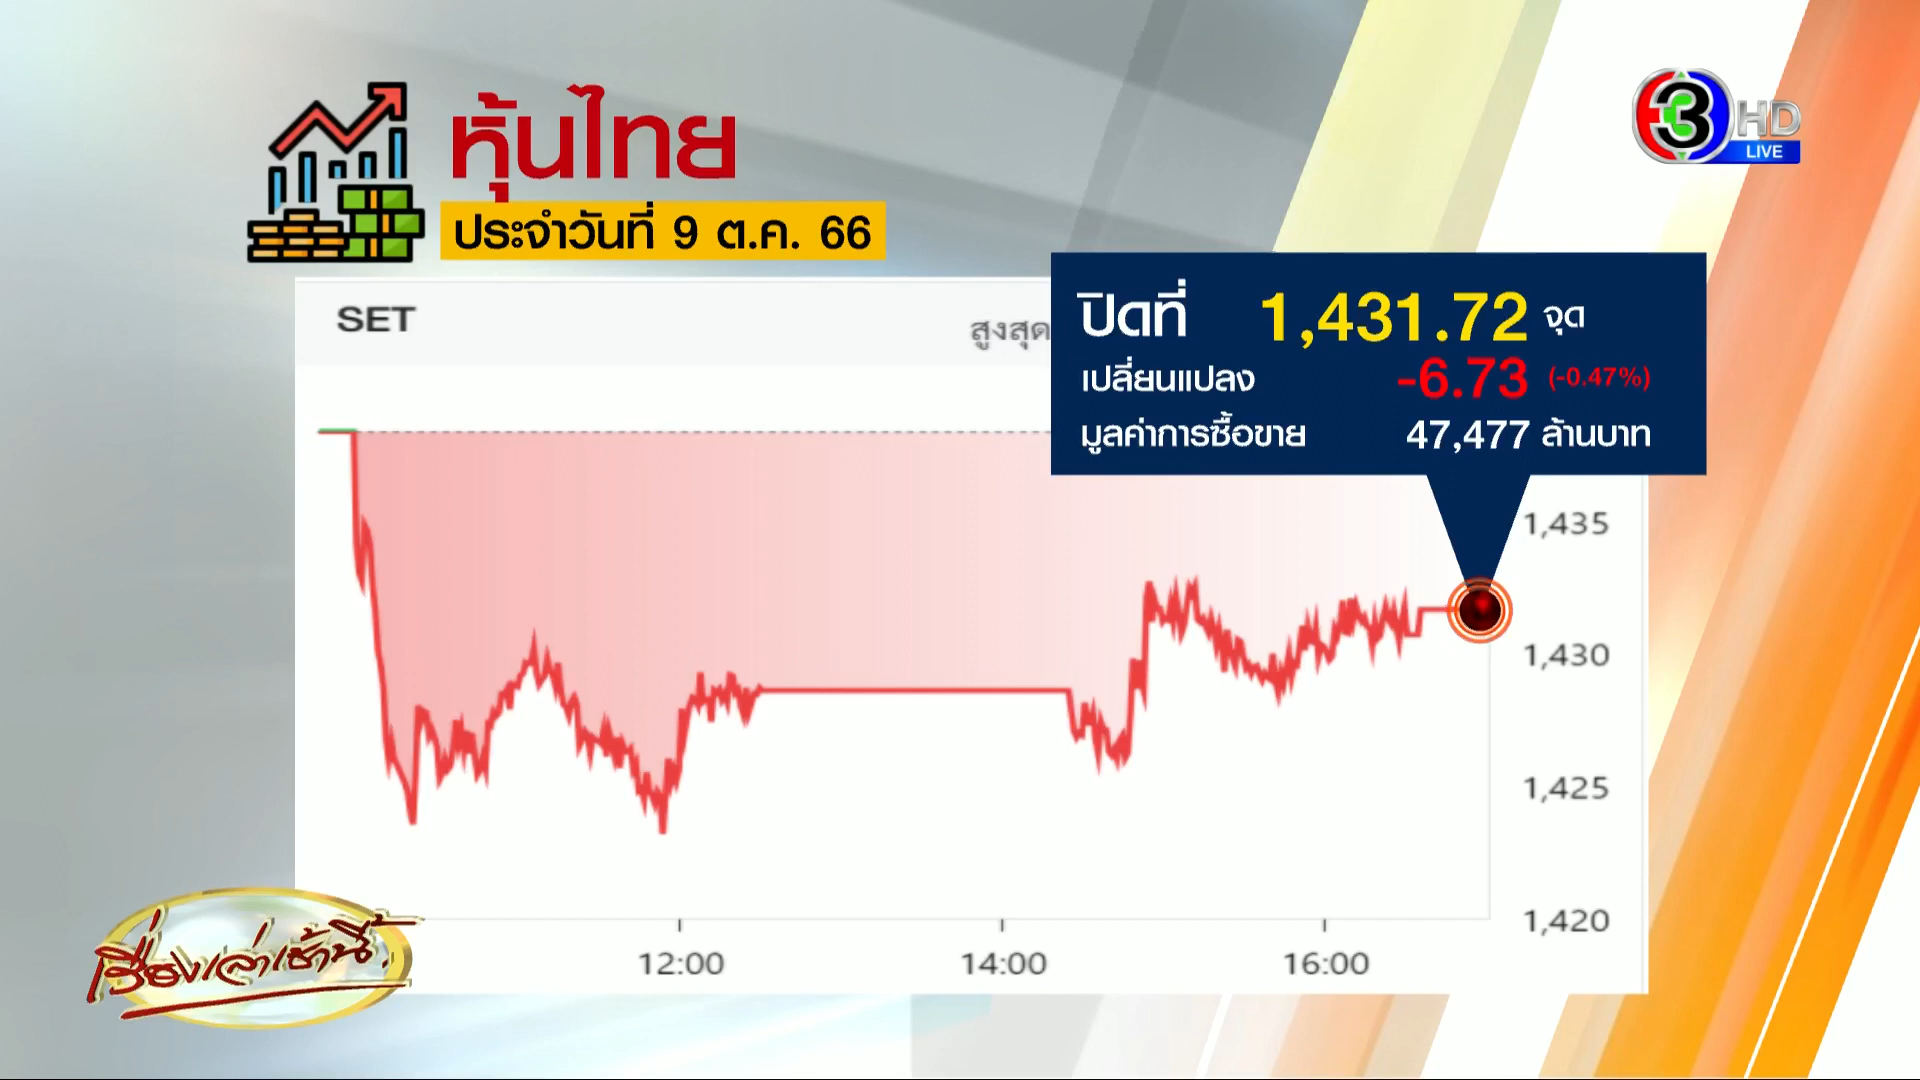 หุ้นไทย
ประจำวันที่ 9 ต.ค. 66
3 HD
LIVE
SET
สูงสุด
ปิดที่ 1,431.72 จุด
เปลี่ยนแปลง -6.73 (-0.47%)
มูลค่าการซื้อขาย 47,477 ล้านบาท
1,435
1,430
1,425
1,420
12:00 14:00 16:00
เรื่องเล่าเช้านี้